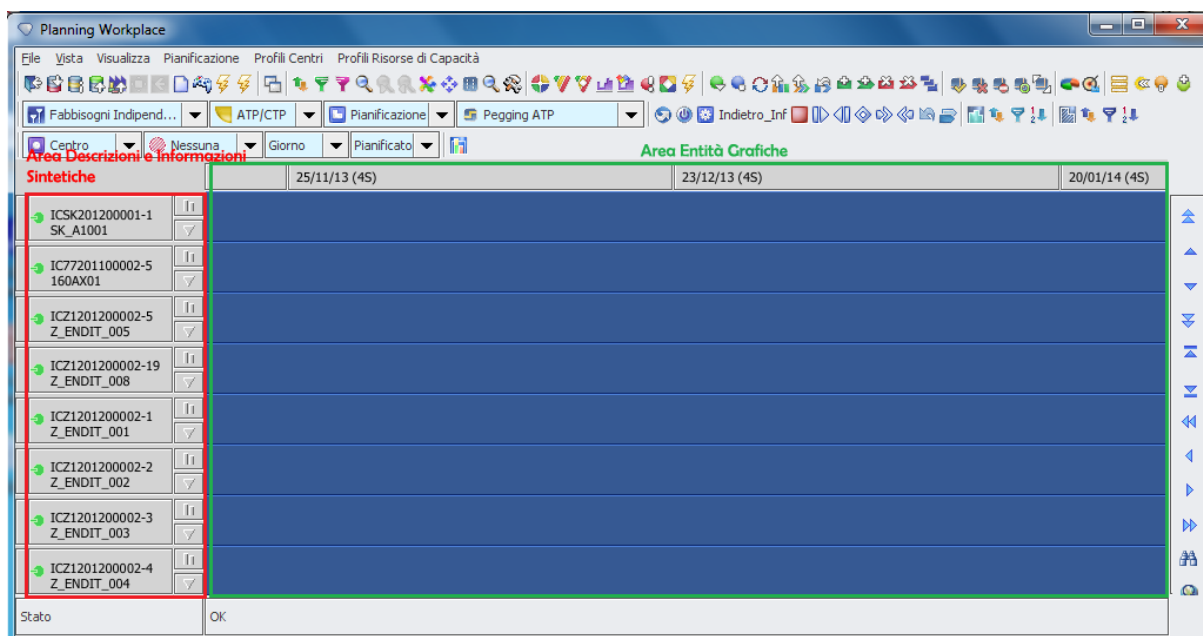 Planning Workplace
File Vista Visualizza Pianificazione Profili Centri Profili Risorse di Capacità
Fabbisogni Indipend... ATP/CTP Pianificazione Pegging ATP Indietro_Inf
Centro Nessuna Giorno Pianificato
Area Descrizioni e Informazioni
Sintetiche
Area Entità Grafiche
25/11/13 (4S) 23/12/13 (4S) 20/01/14 (4S)
ICSK201200001-1
SK_A1001
IC77201100002-5
160AX01
ICZ1201200002-5
Z_ENDIT_005
ICZ1201200002-19
Z_ENDIT_008
ICZ1201200002-1
Z_ENDIT_001
ICZ1201200002-2
Z_ENDIT_002
ICZ1201200002-3
Z_ENDIT_003
ICZ1201200002-4
Z_ENDIT_004
Stato OK